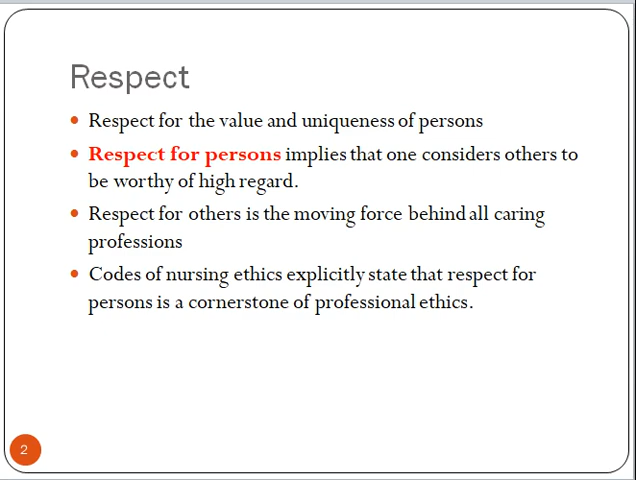 Respect
• Respect for the value and uniqueness of persons
• Respect for persons implies that one considers others to
be worthy of high regard.
• Respect for others is the moving force behind all caring
professions
• Codes of nursing ethics explicitly state that respect for
persons is a cornerstone of professional ethics.
2